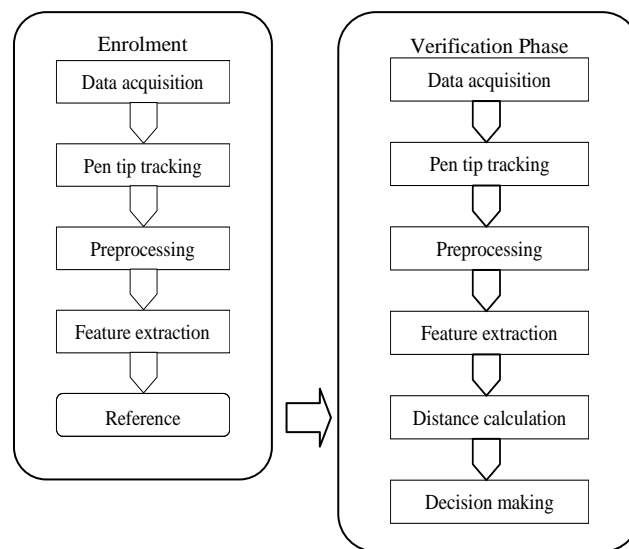 Enrolment
Data acquisition
Pen tip tracking
Preprocessing
Feature extraction
Reference
Verification Phase
Data acquisition
Pen tip tracking
Preprocessing
Feature extraction
Distance calculation
Decision making